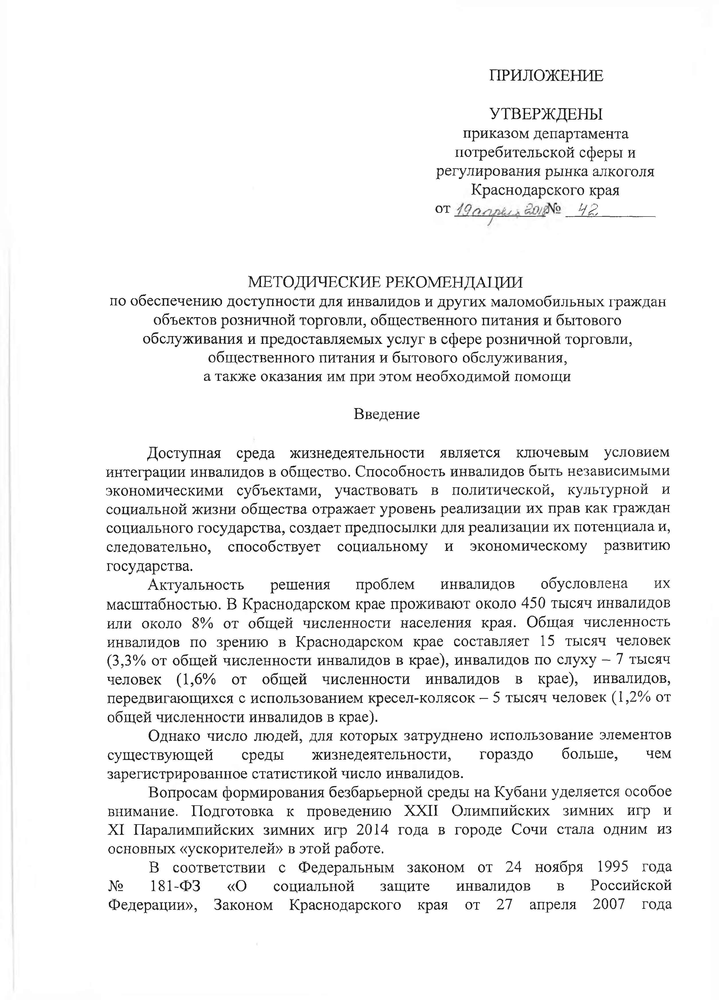 ПРИЛОЖЕНИЕ
УТВЕРЖДЕНЫ
приказом департамента
потребительской сферы и
регулирования рынка алкоголя
Краснодарского края
от 19 апреля 2018 № 42
МЕТОДИЧЕСКИЕ РЕКОМЕНДАЦИИ
по обеспечению доступности для инвалидов и других маломобильных граждан
объектов розничной торговли, общественного питания и бытового
обслуживания и предоставляемых услуг в сфере розничной торговли,
общественного питания и бытового обслуживания,
а также оказания им при этом необходимой помощи
Введение
Доступная среда жизнедеятельности является ключевым условием
интеграции инвалидов в общество. Способность инвалидов быть независимыми
экономическими субъектами, участвовать в политической, культурной и
социальной жизни общества отражает уровень реализации их прав как граждан
социального государства, создает предпосылки для реализации их потенциала и,
следовательно, способствует социальному и экономическому развитию
государства.
Актуальность решения проблем инвалидов обусловлена их
масштабностью. В Краснодарском крае проживают около 450 тысяч инвалидов
или около 8% от общей численности населения края. Общая численность
инвалидов по зрению в Краснодарском крае составляет 15 тысяч человек
(3,3% от общей численности инвалидов в крае), инвалидов по слуху – 7 тысяч
человек (1,6% от общей численности инвалидов в крае), инвалидов,
передвигающихся с использованием кресел-колясок – 5 тысяч человек (1,2% от
общей численности инвалидов в крае).
Однако число людей, для которых затруднено использование элементов
существующей среды жизнедеятельности, гораздо больше, чем
зарегистрированное статистикой число инвалидов.
Вопросам формирования безбарьерной среды на Кубани уделяется особое
внимание. Подготовка к проведению XXII Олимпийских зимних игр и
XI Паралимпийских зимних игр 2014 года в городе Сочи стала одним из
основных «ускорителей» в этой работе.
В соответствии с Федеральным законом от 24 ноября 1995 года
№ 181-ФЗ «О социальной защите инвалидов в Российской
Федерации», Законом Краснодарского края от 27 апреля 2007 года